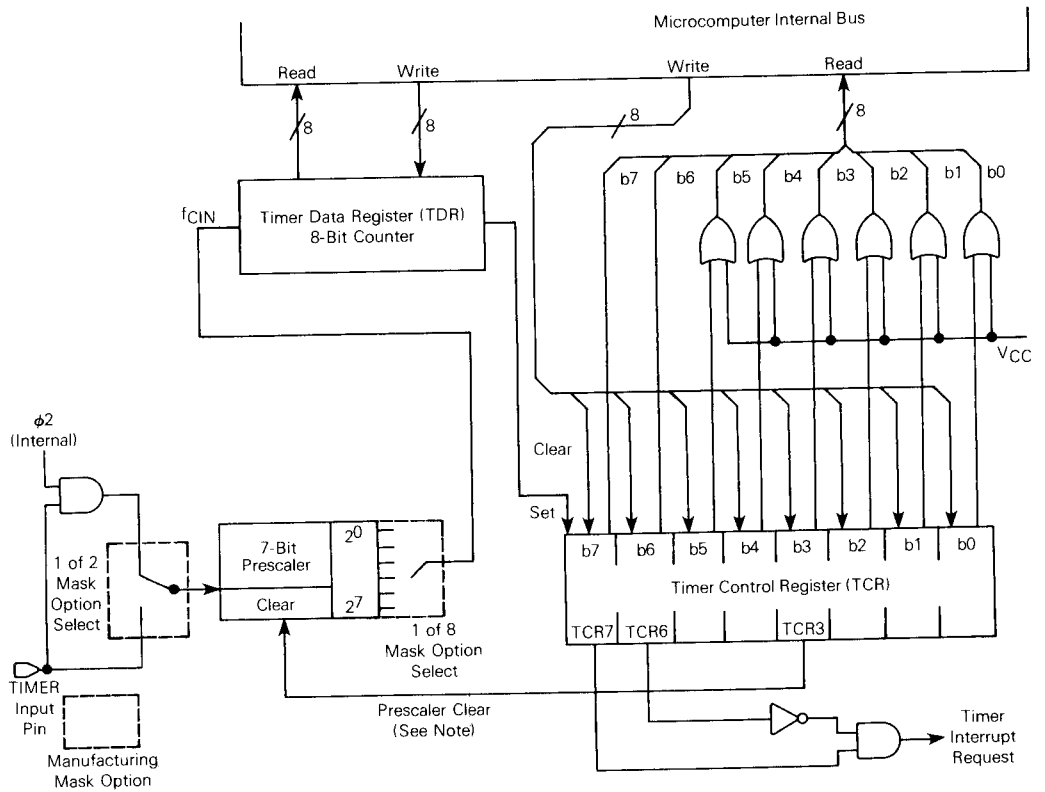 Microcomputer Internal Bus
Read
Write
Write
Read
8
8
8
8
b7
b6
b5
b4
b3
b2
b1
b0
fCIN
Timer Data Register (TDR)
8-Bit Counter
VCC
ϕ2
(Internal)
Clear
Set
1 of 2
Mask
Option
Select
7-Bit
Prescaler
Clear
2⁰
2⁷
1 of 8
Mask Option
Select
b7
b6
b5
b4
b3
b2
b1
b0
Timer Control Register (TCR)
TCR7
TCR6
TCR3
TIMER
Input
Pin
Prescaler Clear
(See Note)
Timer
Interrupt
Request
Manufacturing
Mask Option